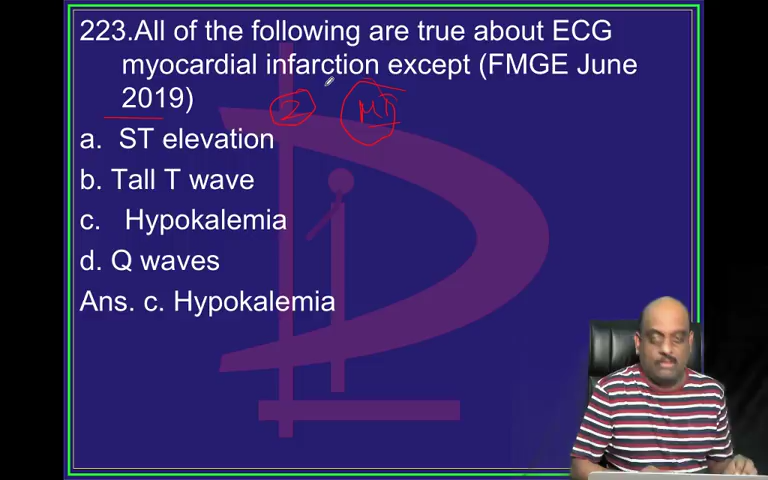 223.All of the following are true about ECG
myocardial infarction except (FMGE June
2019)
2 MI
a. ST elevation
b. Tall T wave
c. Hypokalemia
d. Q waves
Ans. c. Hypokalemia